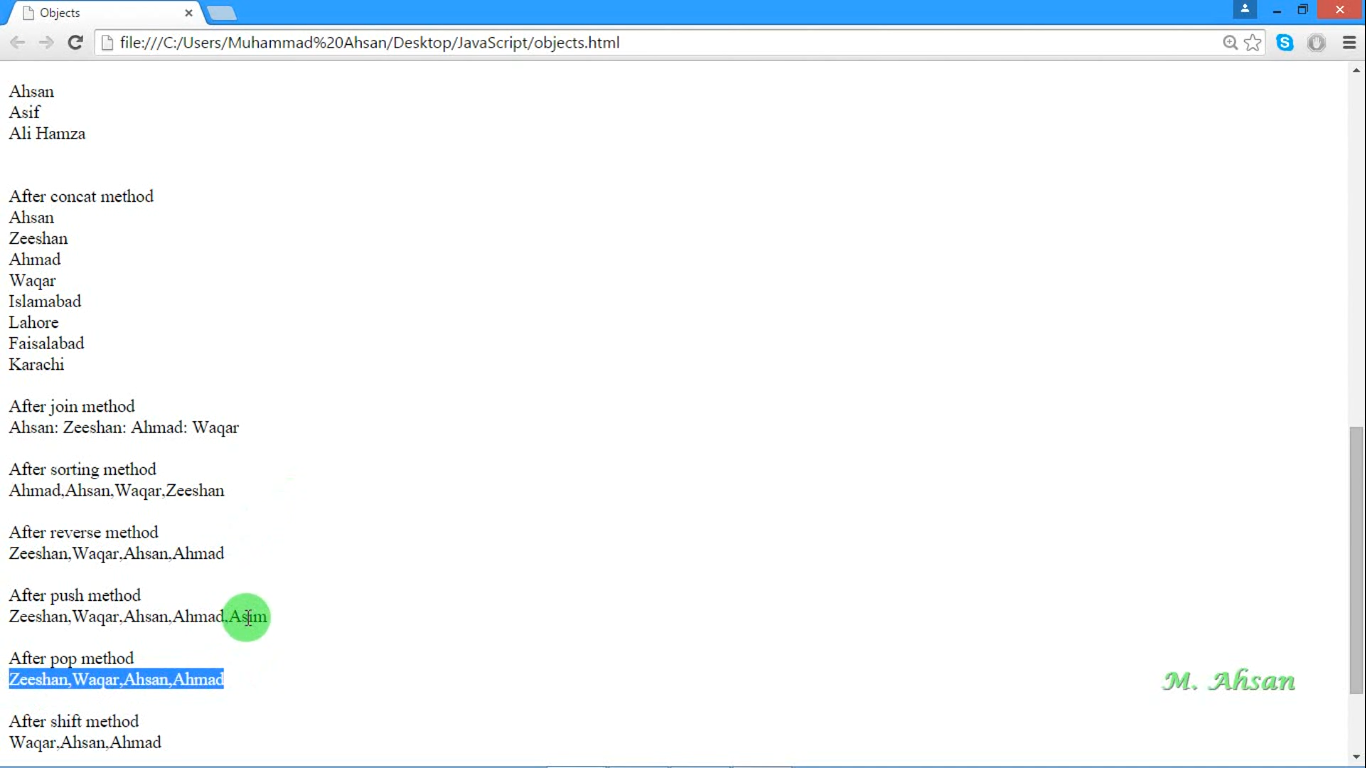 Objects
file:///C:/Users/Muhammad%20Ahsan/Desktop/JavaScript/objects.html
Ahsan
Asif
Ali Hamza
After concat method
Ahsan
Zeeshan
Ahmad
Waqar
Islamabad
Lahore
Faisalabad
Karachi
After join method
Ahsan: Zeeshan: Ahmad: Waqar
After sorting method
Ahmad,Ahsan,Waqar,Zeeshan
After reverse method
Zeeshan,Waqar,Ahsan,Ahmad
After push method
Zeeshan,Waqar,Ahsan,Ahmad,Asim
After pop method
Zeeshan,Waqar,Ahsan,Ahmad
M. Ahsan
After shift method
Waqar,Ahsan,Ahmad